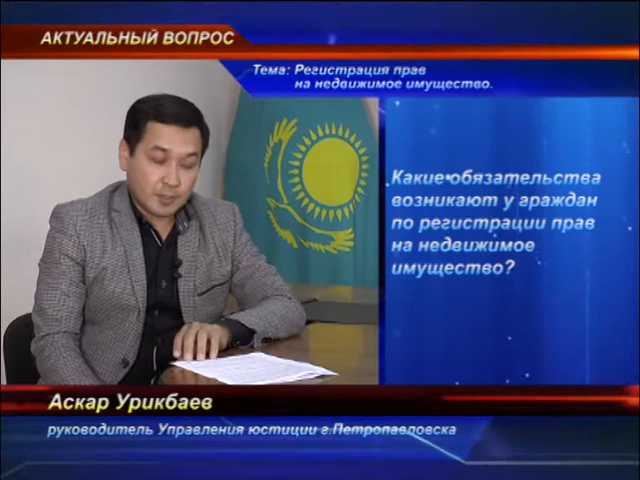 АКТУАЛЬНЫЙ ВОПРОС
Тема: Регистрация прав
на недвижимое имущество.
Какие обязательства
возникают у граждан
по регистрации прав
на недвижимое
имущество?
Аскар Урикбаев
руководитель Управления юстиции г.Петропавловска